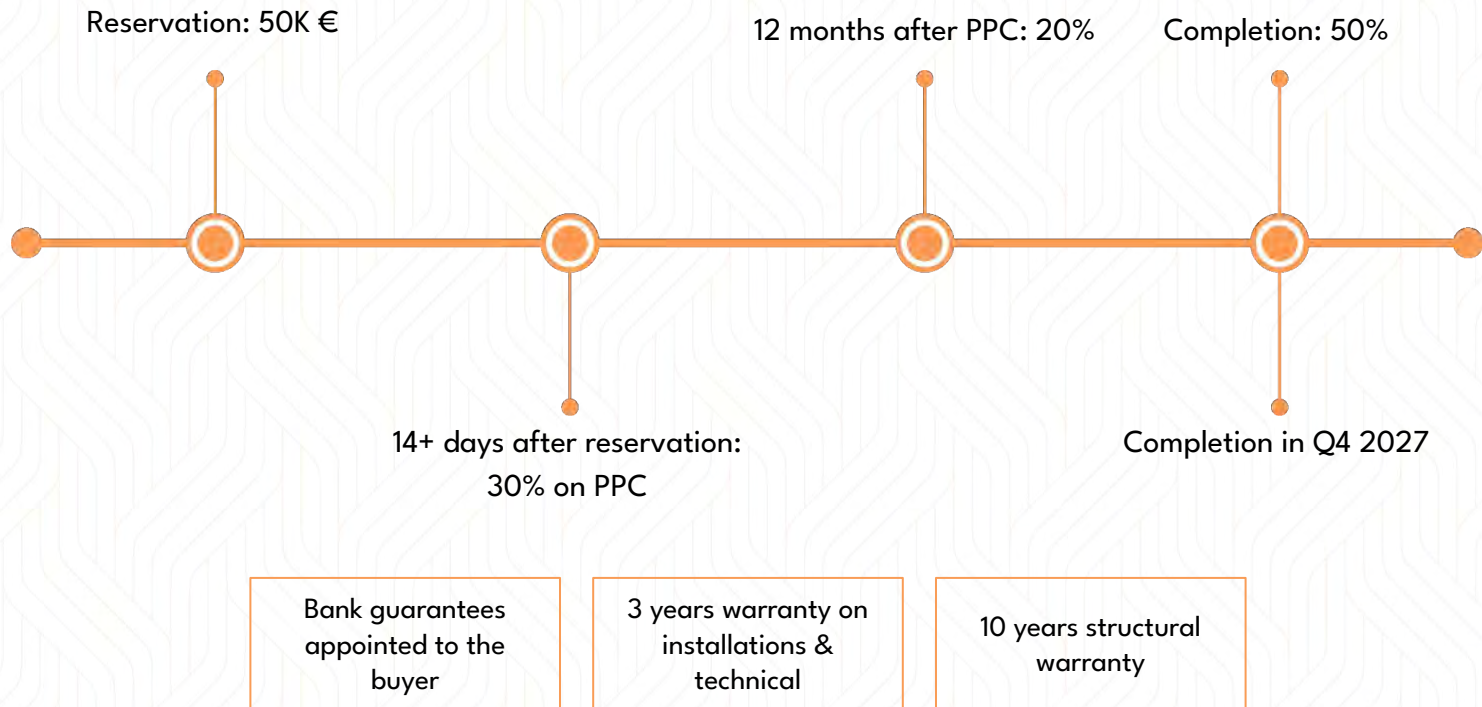 Reservation: 50K €
12 months after PPC: 20%
Completion: 50%
14+ days after reservation:
30% on PPC
Completion in Q4 2027
Bank guarantees
appointed to the
buyer
3 years warranty on
installations &
technical
10 years structural
warranty